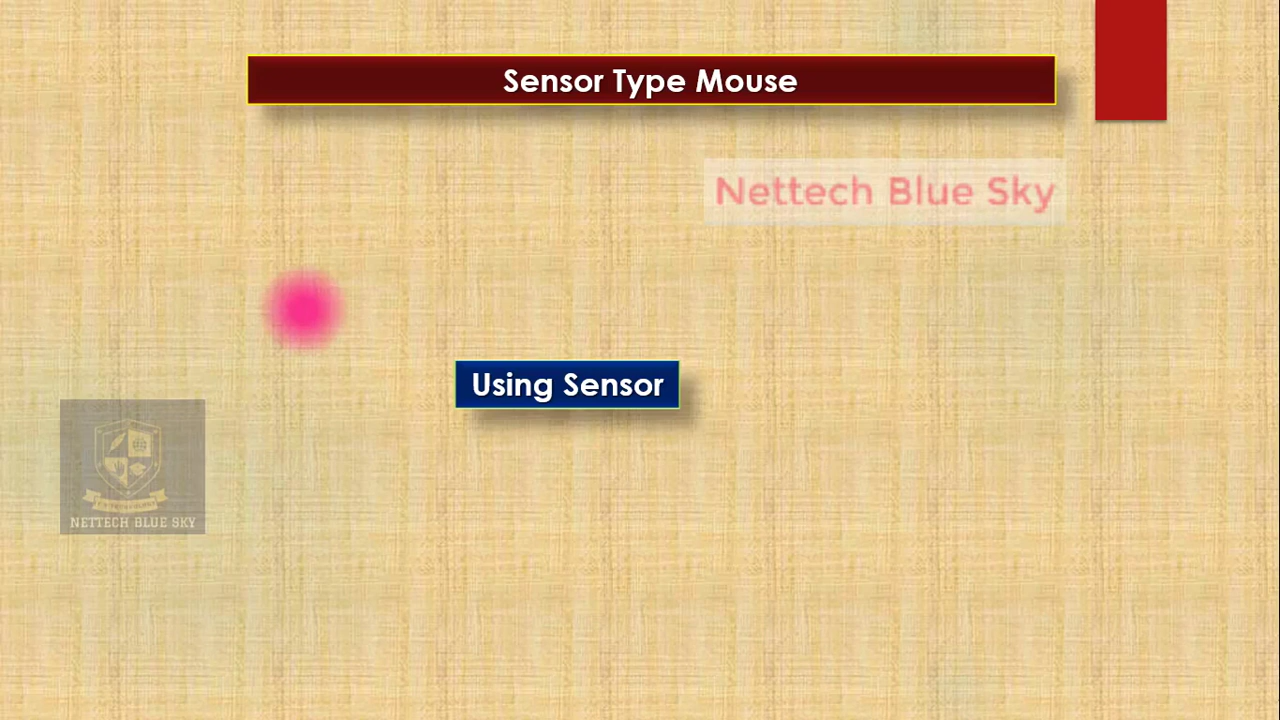 Sensor Type Mouse
Nettech Blue Sky
Using Sensor
NETTECH BLUE SKY